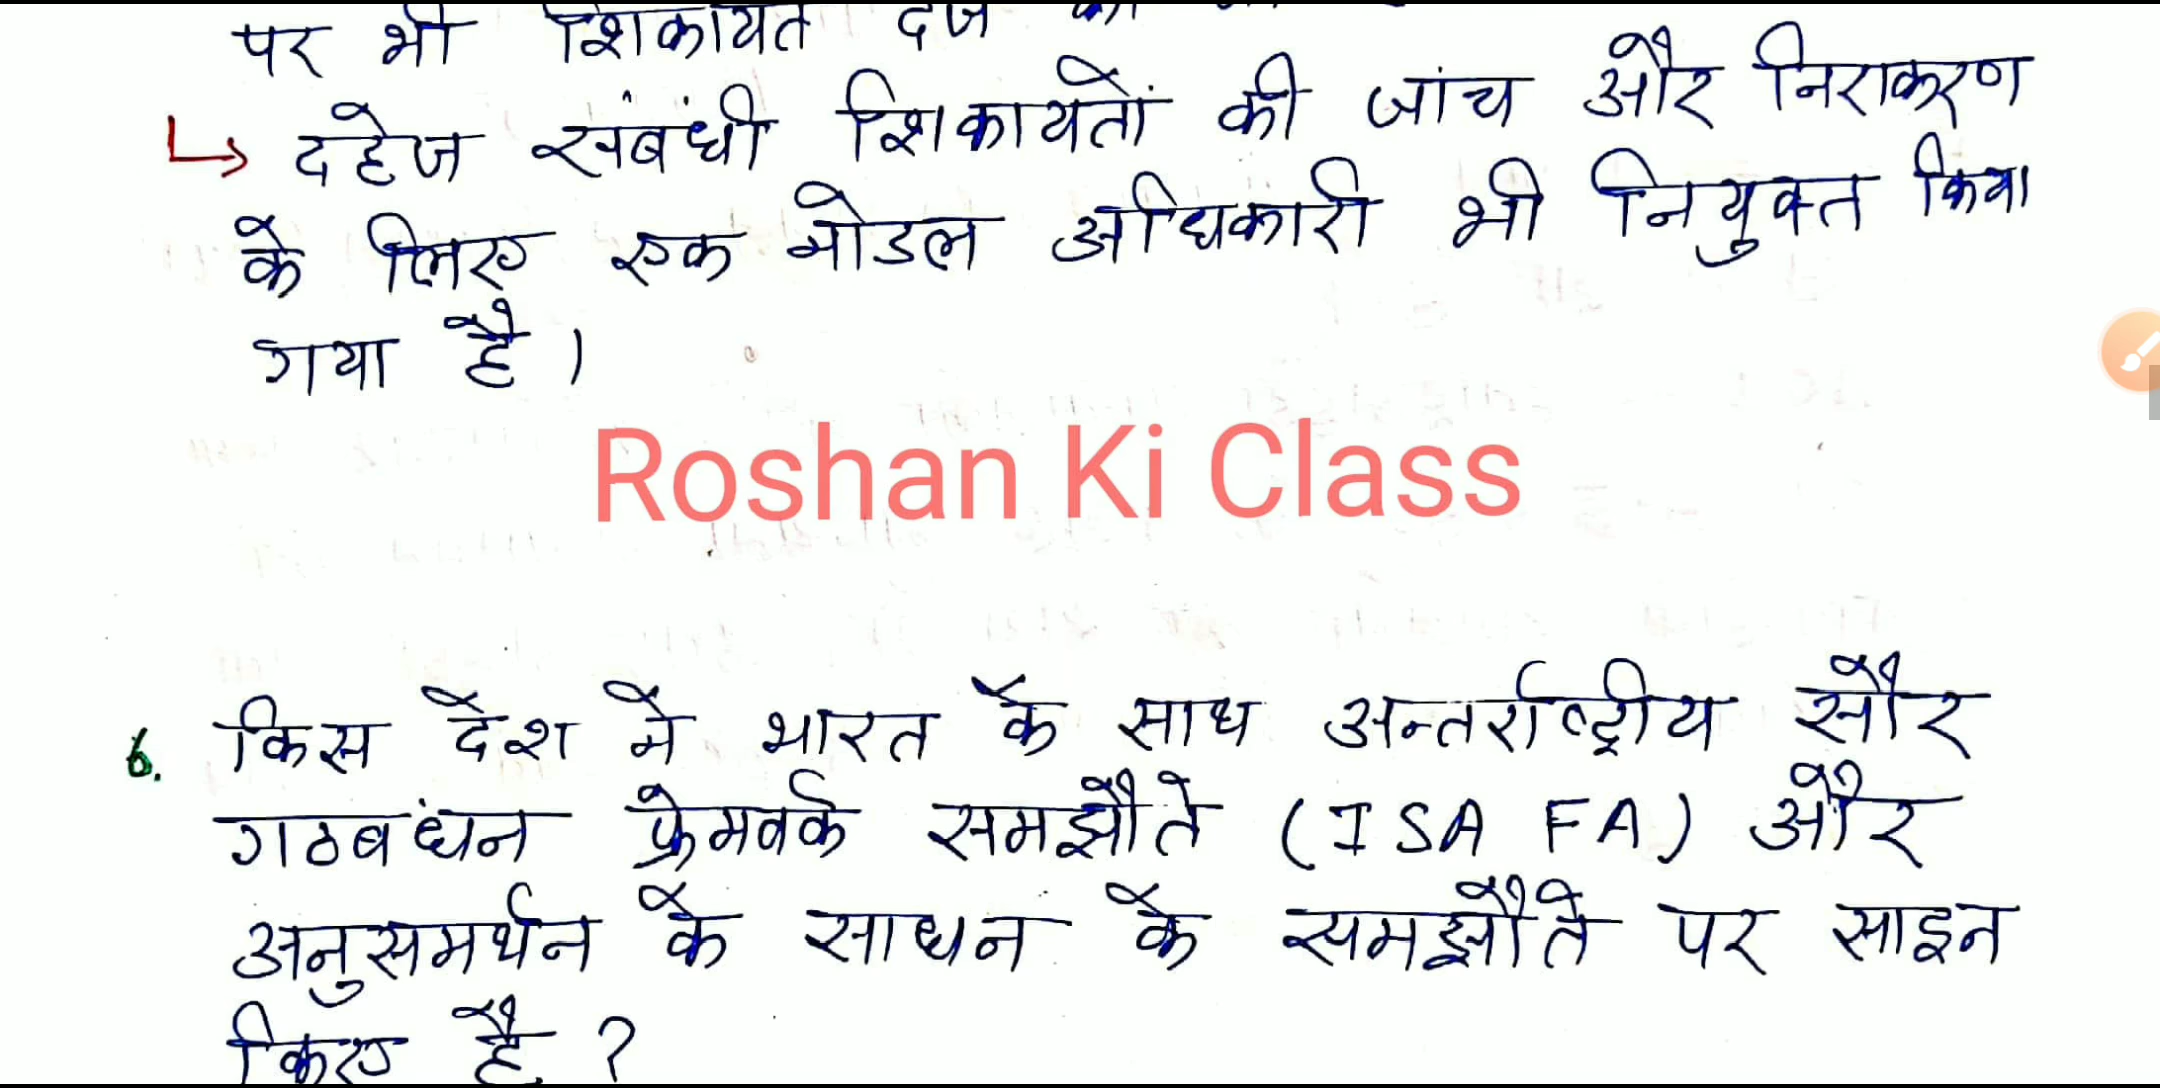 पर भी शिकायत दर्ज
↳ दहेज संबंधी शिकायतों की जांच और निराकरण
के लिए एक नोडल अधिकारी भी नियुक्त किया
गया है।
Roshan Ki Class
6. किस देश ने भारत के साथ अन्तर्राष्ट्रीय सौर
गठबंधन फ्रेमवर्क समझौते (ISA FA) और
अनुसमर्थन के साधन के समझौते पर साइन
किए है ?